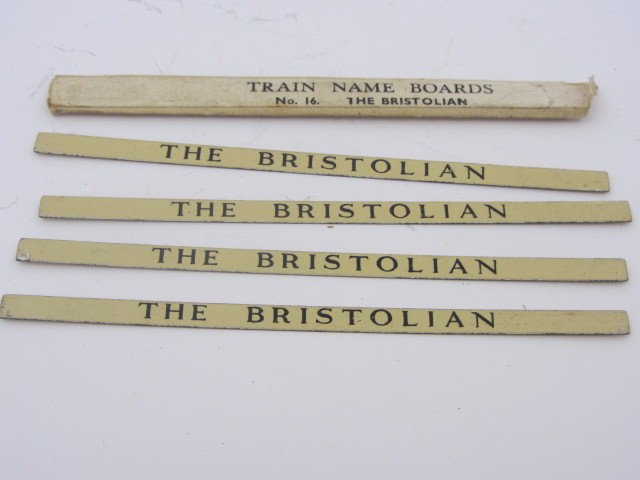 TRAIN NAME BOARDS
No. 16. THE BRISTOLIAN
THE BRISTOLIAN
THE BRISTOLIAN
THE BRISTOLIAN
THE BRISTOLIAN